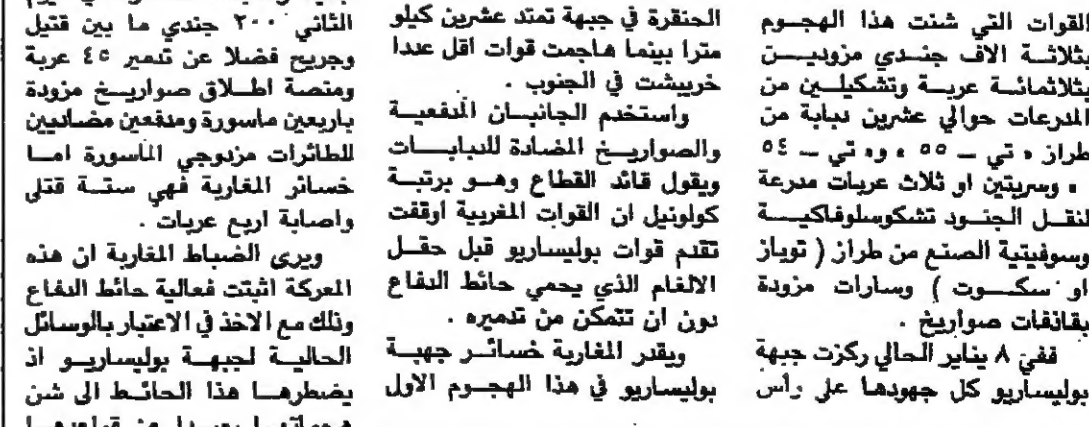 القوات التي شنت هذا الهجوم
بثلاثة الاف جندي مزودين
بثلاثمائة عربة وتشكيلين من
المدرعات حوالي عشرين دبابة من
طراز « تي ــ ٥٥ » و« تي ــ ٥٤
» وسريتين او ثلاث عربات مدرعة
لنقل الجنود تشكوسلوفاكية
وسوفيتية الصنع من طراز ( توباز
او سكوت ) وسارات مزودة
بقاذفات صواريخ .
ففي ٨ يناير الحالي ركزت جبهة
بوليساريو كل جهودها على رأس
الحنقرة في جبهة تمتد عشرين كيلو
مترا بينما هاجمت قوات اقل عددا
خريبشت في الجنوب .
واستخدم الجانبان المدفعية
والصواريخ المضادة للدبابات
ويقول قائد القطاع وهو برتبة
كولونيل ان القوات المغربية أوقفت
تقدم قوات بوليساريو قبل حقل
الالغام الذي يحمي حائط الدفاع
دون ان تتمكن من تدميره .
ويقدر المغاربة خسائر جبهة
بوليساريو في هذا الهجوم الاول
الثاني ٢٠٠ جندي ما بين قتيل
وجريح فضلا عن تدمير ٤٥ عربة
ومنصة اطلاق صواريخ مزودة
باربعين ماسورة ومدفعين مضادين
للطائرات مزدوجي الماسورة اما
خسائر المغاربة فهي ستة قتلى
واصابة اربع عربات .
ويرى الضباط المغاربة ان هذه
المعركة اثبتت فعالية حائط الدفاع
وذلك مع الاخذ في الاعتبار بالوسائل
الحالية لجبهة بوليساريو اذ
يضطرها هذا الحائط الى شن